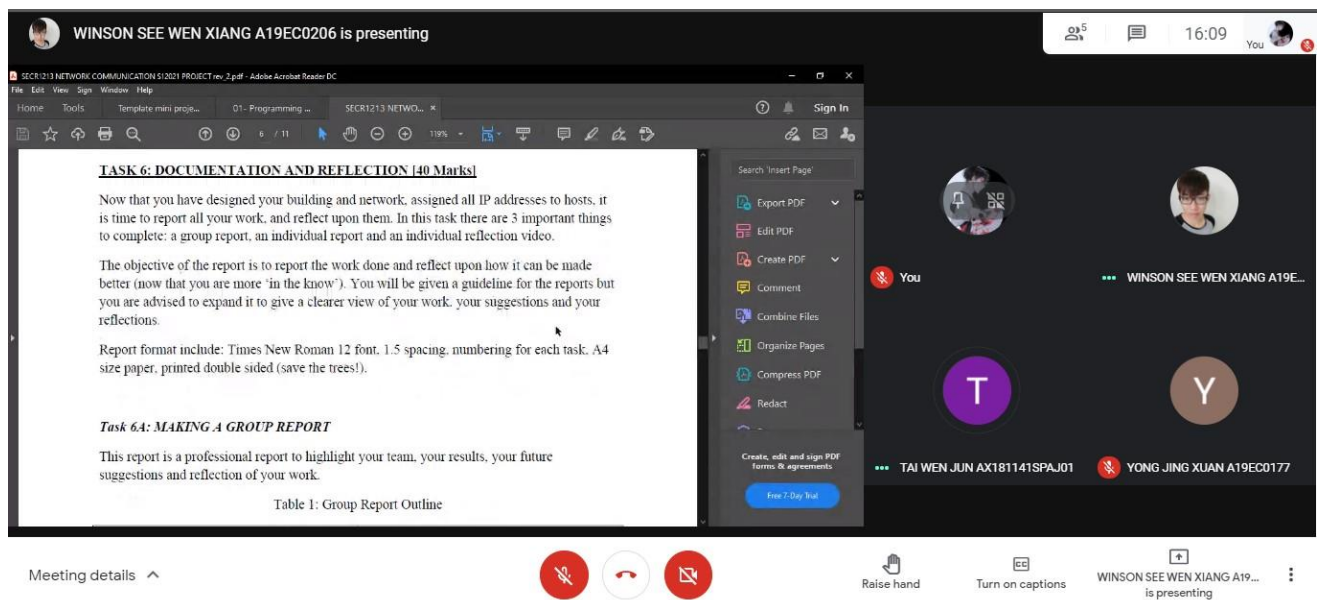 WINSON SEE WEN XIANG A19EC0206 is presenting
5
16:09
You
SECR1213 NETWORK COMMUNICATION S12021 PROJECT rev_2.pdf - Adobe Acrobat Reader DC
File Edit View Sign Window Help
Home Tools Template mini proje... 01- Programming ... SECR1213 NETWO... ×
Sign In
6 / 11 119%
TASK 6: DOCUMENTATION AND REFLECTION [40 Marks]
Now that you have designed your building and network, assigned all IP addresses to hosts, it
is time to report all your work, and reflect upon them. In this task there are 3 important things
to complete: a group report, an individual report and an individual reflection video.
The objective of the report is to report the work done and reflect upon how it can be made
better (now that you are more 'in the know'). You will be given a guideline for the reports but
you are advised to expand it to give a clearer view of your work, your suggestions and your
reflections.
Report format include: Times New Roman 12 font, 1.5 spacing, numbering for each task, A4
size paper, printed double sided (save the trees!).
Task 6A: MAKING A GROUP REPORT
This report is a professional report to highlight your team, your results, your future
suggestions and reflection of your work.
Table 1: Group Report Outline
Search 'Insert Page'
Export PDF
Edit PDF
Create PDF
Comment
Combine Files
Organize Pages
Compress PDF
Redact
Create, edit and sign PDF
forms & agreements
Free 7-Day Trial
You
WINSON SEE WEN XIANG A19E...
T
Y
TAI WEN JUN AX181141SPAJ01
YONG JING XUAN A19EC0177
Meeting details
Raise hand
CC
Turn on captions
WINSON SEE WEN XIANG A19...
is presenting